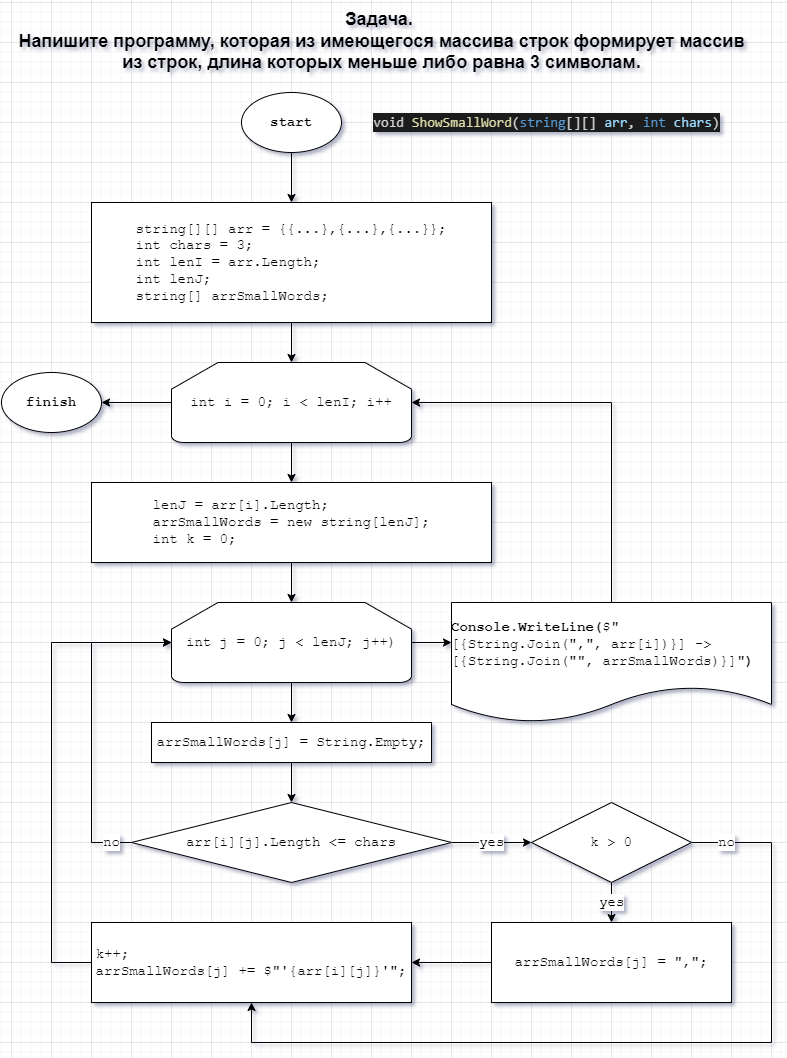 Задача.
Напишите программу, которая из имеющегося массива строк формирует массив
из строк, длина которых меньше либо равна 3 символам.
start
void ShowSmallWord(string[][] arr, int chars)
string[][] arr = {{...},{...},{...}};
int chars = 3;
int lenI = arr.Length;
int lenJ;
string[] arrSmallWords;
finish
int i = 0; i < lenI; i++
lenJ = arr[i].Length;
arrSmallWords = new string[lenJ];
int k = 0;
int j = 0; j < lenJ; j++)
Console.WriteLine($"
[{String.Join(",", arr[i])}] ->
[{String.Join("", arrSmallWords)}]")
arrSmallWords[j] = String.Empty;
no
arr[i][j].Length <= chars
yes
k > 0
no
yes
k++;
arrSmallWords[j] += $"'{arr[i][j]}'";
arrSmallWords[j] = ",";